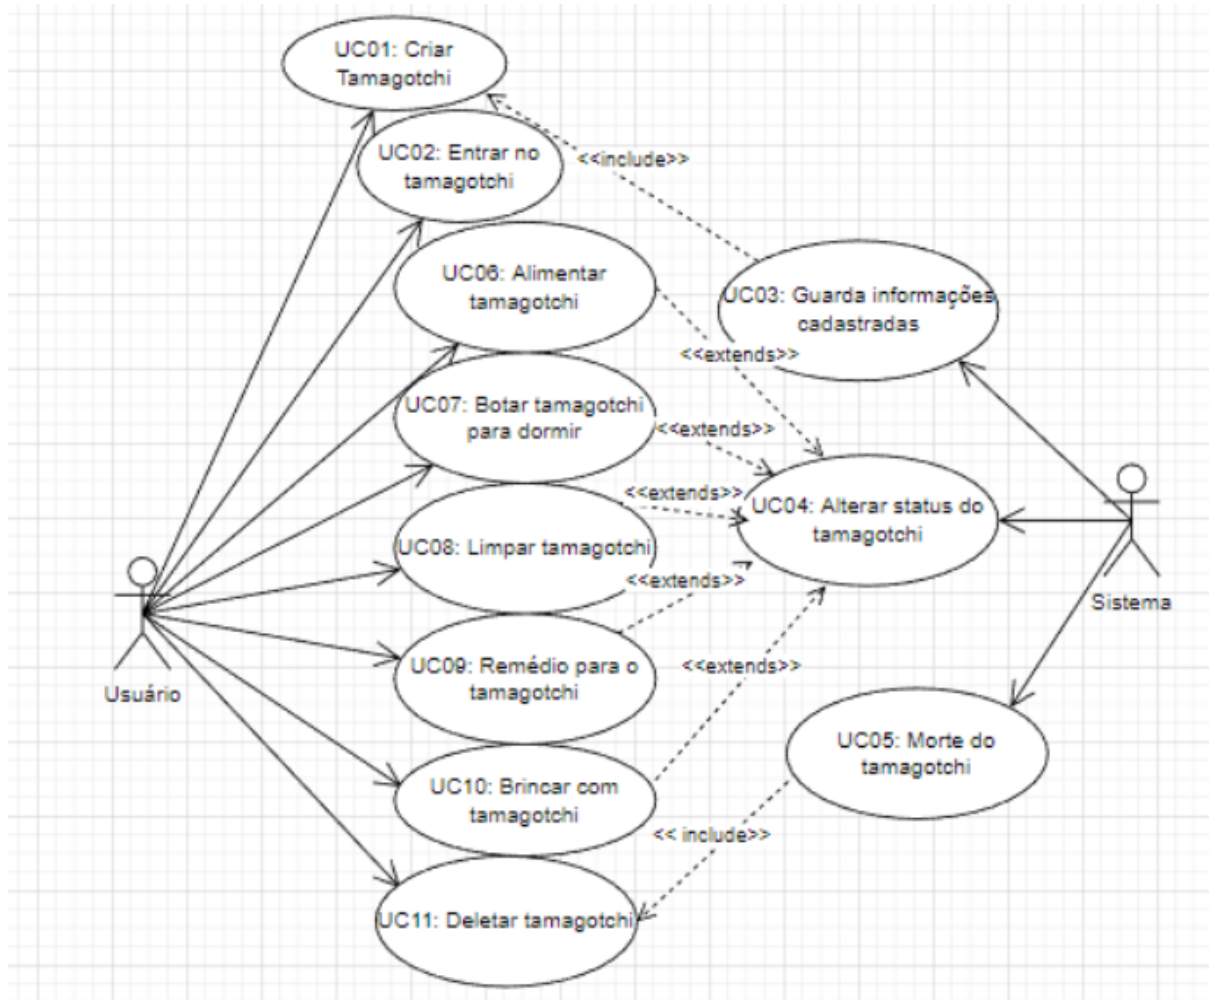 UC01: Criar
Tamagotchi
UC02: Entrar no
tamagotchi
<<include>>
UC06: Alimentar
tamagotchi
UC03: Guarda informações
cadastradas
<<extends>>
UC07: Botar tamagotchi
para dormir
<<extends>>
<<extends>>
UC04: Alterar status do
tamagotchi
UC08: Limpar tamagotchi
<<extends>>
Sistema
Usuário
UC09: Remédio para o
tamagotchi
<<extends>>
UC05: Morte do
tamagotchi
UC10: Brincar com
tamagotchi
<< include>>
UC11: Deletar tamagotchi